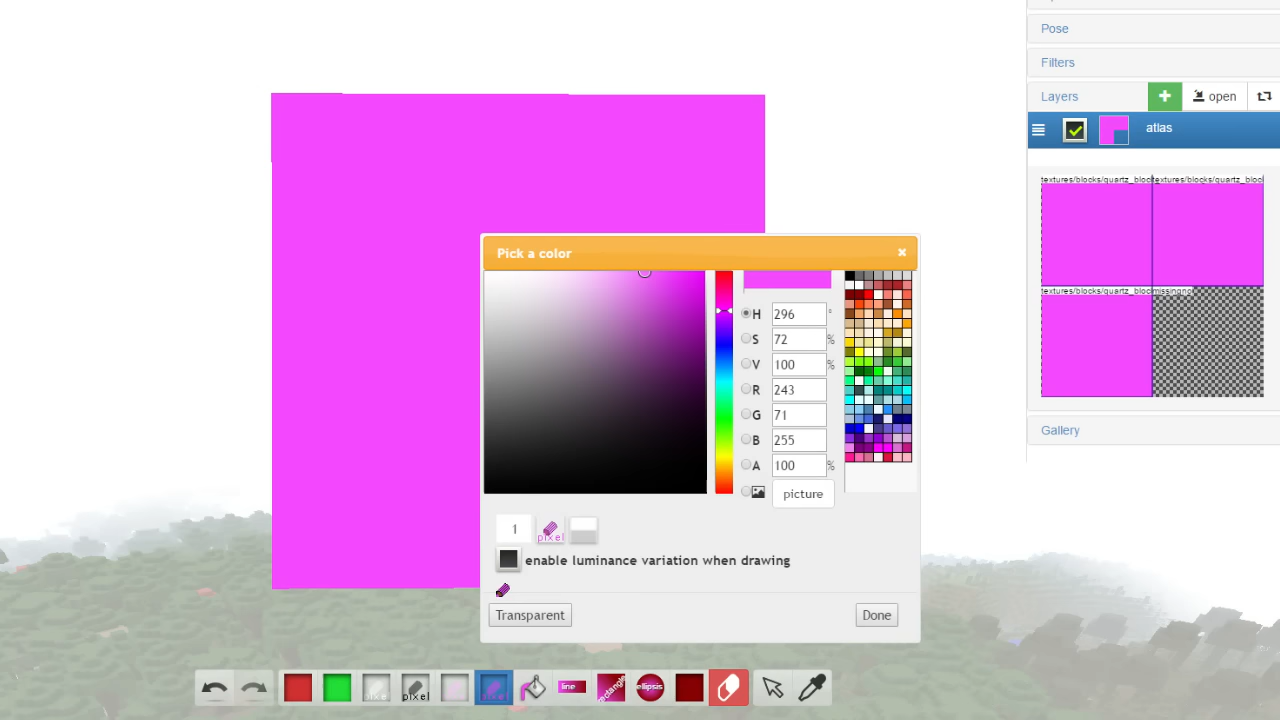 Pose
Filters
Layers
open
atlas
textures/blocks/quartz_bloc
textures/blocks/quartz_bloc
textures/blocks/quartz_bloc
missingno
Gallery
Pick a color
H 296 °
S 72 %
V 100 %
R 243
G 71
B 255
A 100 %
picture
1
pixel
enable luminance variation when drawing
Transparent
Done
pixel
pixel
pixel
line
rectangle
ellipsis